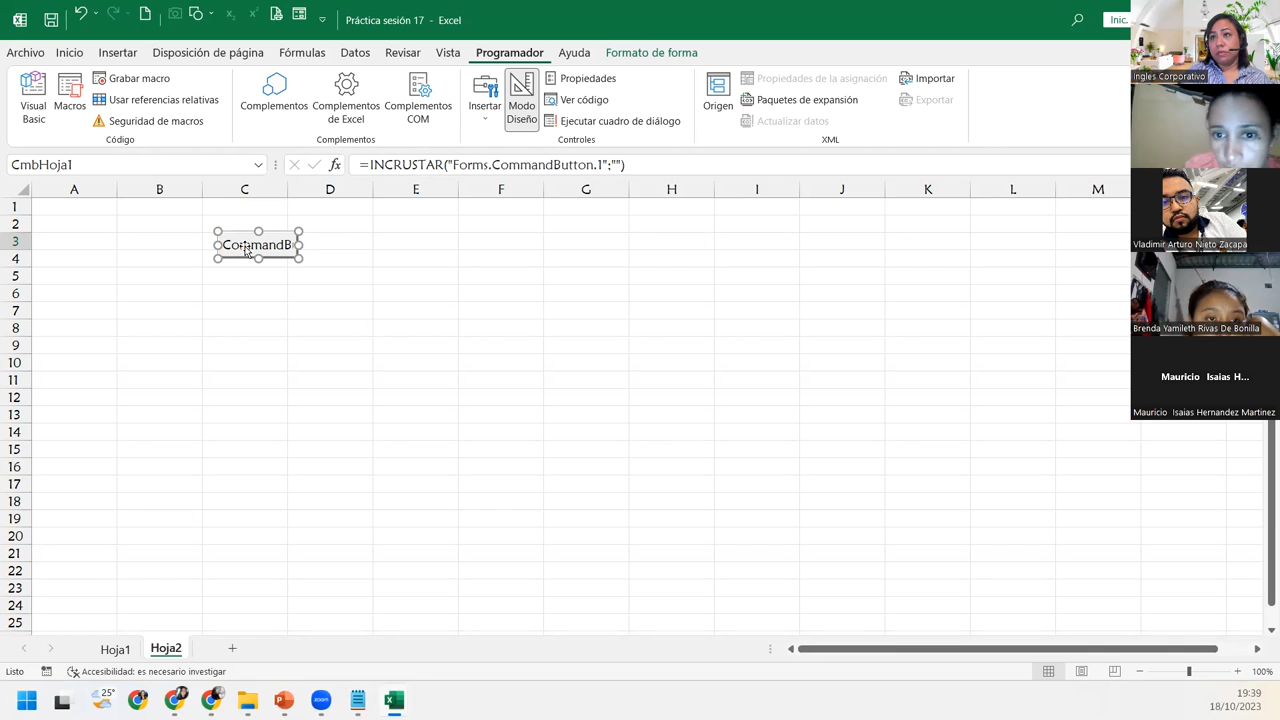 Práctica sesión 17 - Excel
Inic.
Archivo Inicio Insertar Disposición de página Fórmulas Datos Revisar Vista Programador Ayuda Formato de forma
Visual Basic
Macros
Grabar macro
Usar referencias relativas
Seguridad de macros
Código
Complementos
Complementos de Excel
Complementos COM
Complementos
Insertar
Modo Diseño
Propiedades
Ver código
Ejecutar cuadro de diálogo
Controles
Origen
Propiedades de la asignación
Paquetes de expansión
Actualizar datos
Importar
Exportar
XML
CmbHoja1
fx
=INCRUSTAR("Forms.CommandButton.1";"")
A B C D E F G H I J K L M
1
2
3
CommandB
4
5
6
7
8
9
10
11
12
13
14
15
16
17
18
19
20
21
22
23
24
25
Ingles Corporativo
Vladimir Arturo Nieto Zacapa
Brenda Yamileth Rivas De Bonilla
Mauricio Isaias H...
Mauricio Isaias Hernandez Martinez
Hoja1 Hoja2
Listo
Accesibilidad: es necesario investigar
100%
25°
zoom
19:39
18/10/2023